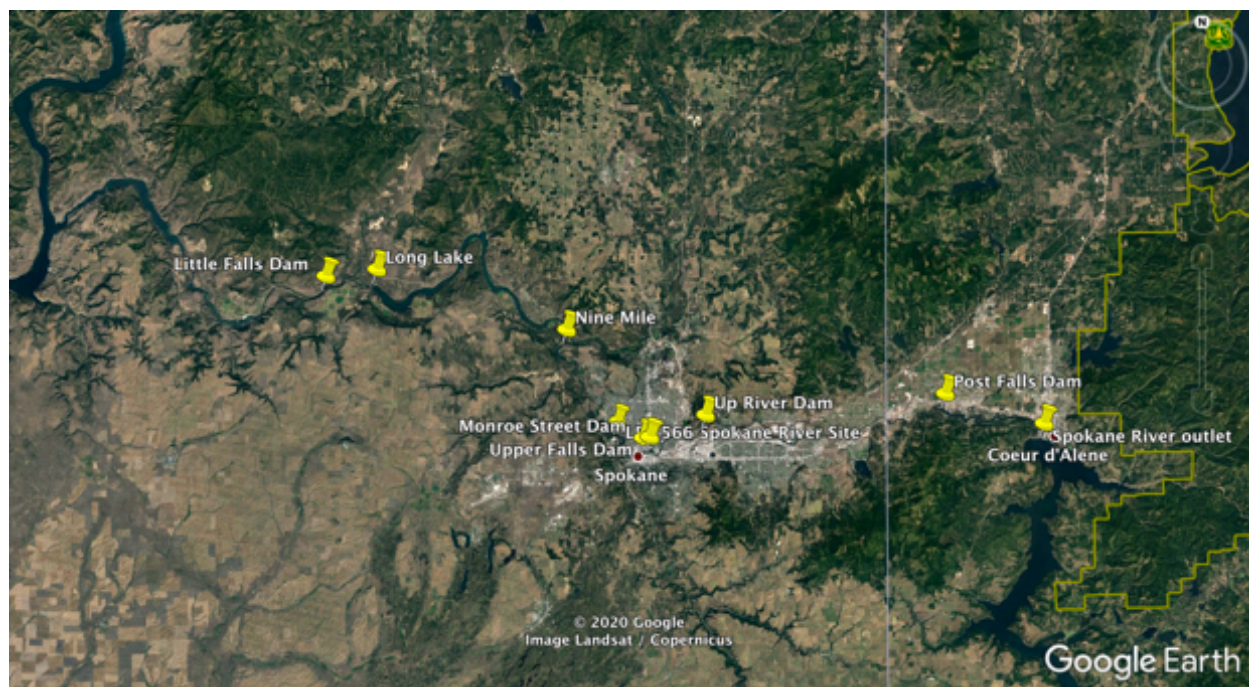 N
Little Falls Dam
Long Lake
Nine Mile
Post Falls Dam
Up River Dam
Monroe Street Dam
566 Spokane River Site
Spokane River outlet
Upper Falls Dam
Coeur d'Alene
Spokane
© 2020 Google
Image Landsat / Copernicus
Google Earth